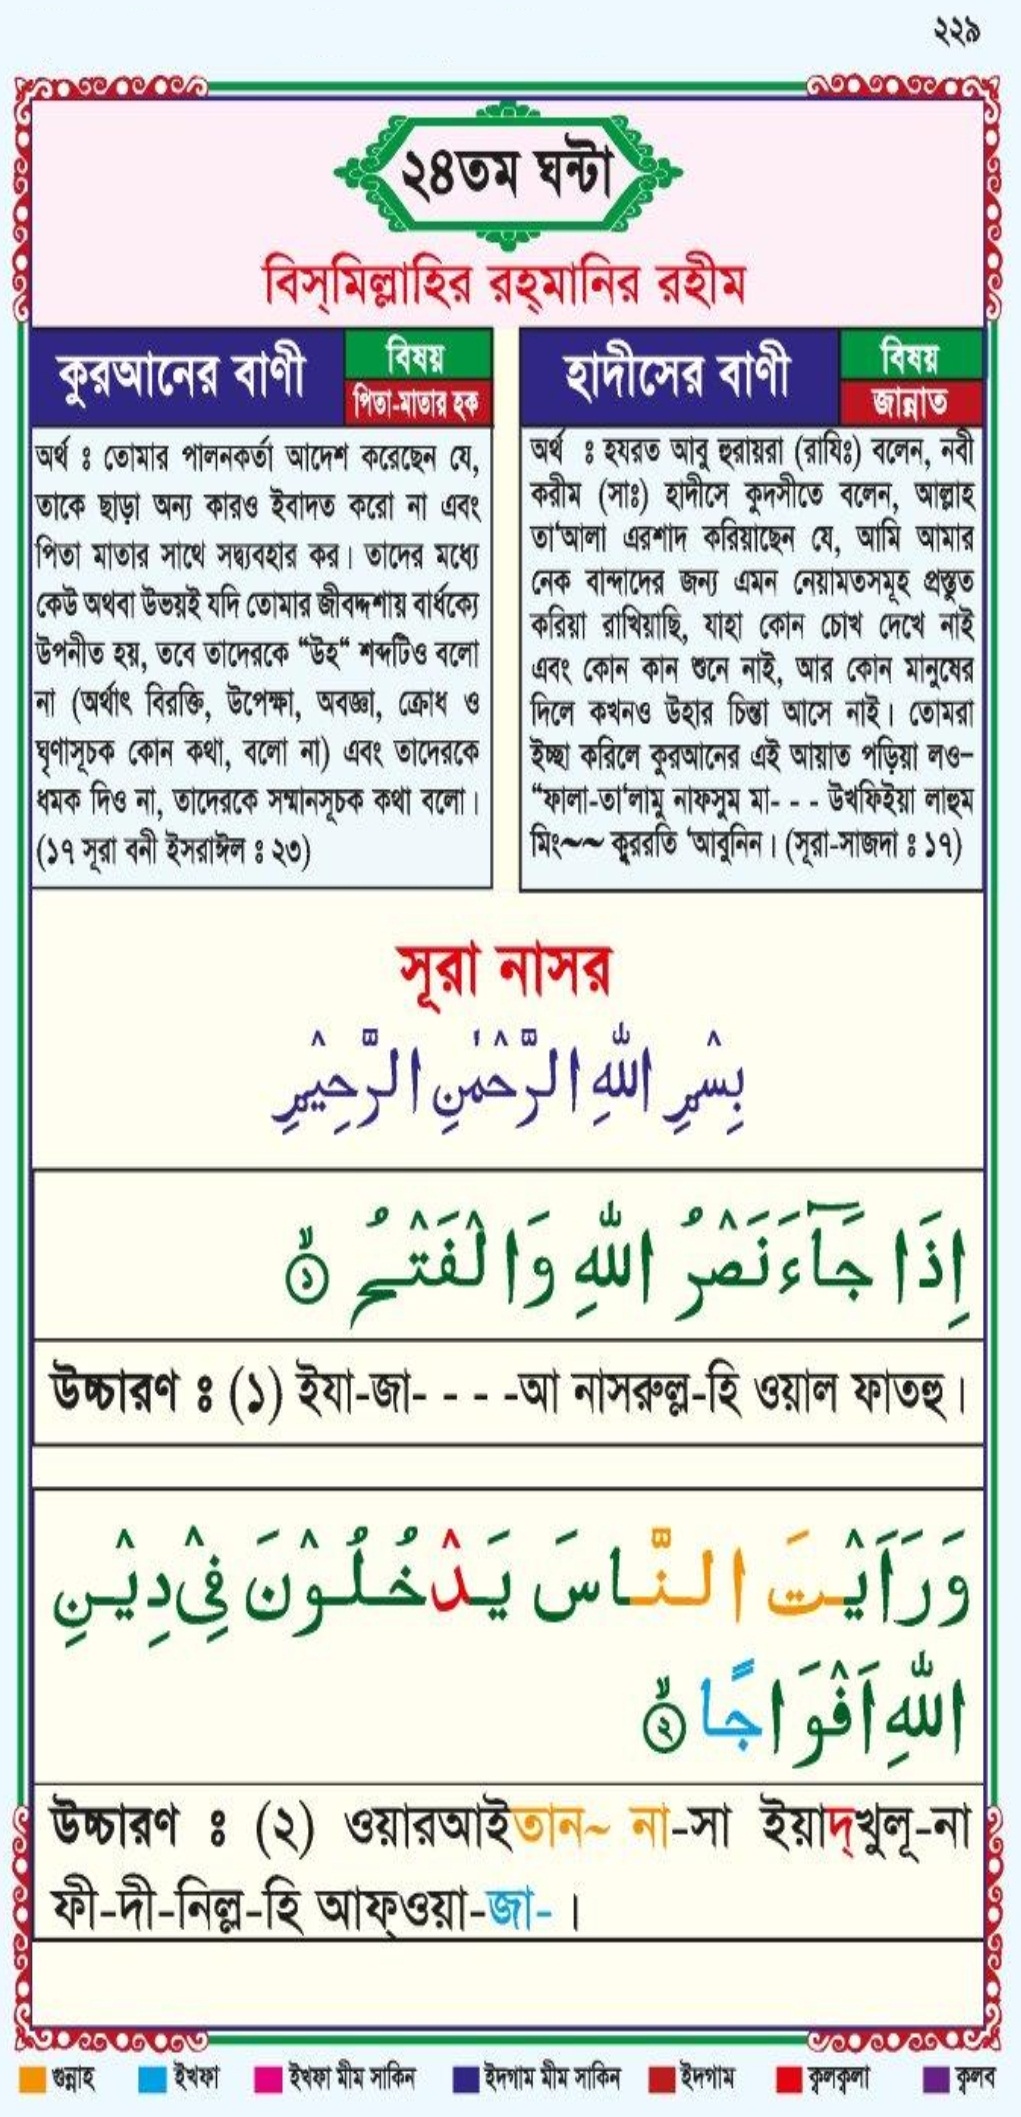 ২২৯
২৪তম ঘন্টা
বিস্‌মিল্লাহির রহ্‌মানির রহীম
কুরআনের বাণী
বিষয়
পিতা-মাতার হক
অর্থ ঃ তোমার পালনকর্তা আদেশ করেছেন যে,
তাকে ছাড়া অন্য কারও ইবাদত করো না এবং
পিতা মাতার সাথে সদ্ব্যবহার কর। তাদের মধ্যে
কেউ অথবা উভয়ই যদি তোমার জীবদ্দশায় বার্ধক্যে
উপনীত হয়, তবে তাদেরকে “উহ“ শব্দটিও বলো
না (অর্থাৎ বিরক্তি, উপেক্ষা, অবজ্ঞা, ক্রোধ ও
ঘৃণাসূচক কোন কথা, বলো না) এবং তাদেরকে
ধমক দিও না, তাদেরকে সম্মানসূচক কথা বলো।
(১৭ সূরা বনী ইসরাঈল ঃ ২৩)
হাদীসের বাণী
বিষয়
জান্নাত
অর্থ ঃ হযরত আবু হুরায়রা (রাযিঃ) বলেন, নবী
করীম (সাঃ) হাদীসে কুদসীতে বলেন, আল্লাহ
তা‘আলা এরশাদ করিয়াছেন যে, আমি আমার
নেক বান্দাদের জন্য এমন নেয়ামতসমূহ প্রস্তুত
করিয়া রাখিয়াছি, যাহা কোন চোখ দেখে নাই
এবং কোন কান শুনে নাই, আর কোন মানুষের
দিলে কখনও উহার চিন্তা আসে নাই। তোমরা
ইচ্ছা করিলে কুরআনের এই আয়াত পড়িয়া লও–
“ফালা-তা‘লামু নাফসুম মা- - - উখফিইয়া লাহুম
মিং~~ কুররতি ‘আবুনিন। (সূরা-সাজদা ঃ ১৭)
সূরা নাসর
بِسْمِ اللّٰهِ الرَّحْمٰنِ الرَّحِيْمِ
اِذَا جَآءَ نَصْرُ اللّٰهِ وَالْفَتْحُ ۙ﴿١﴾
উচ্চারণ ঃ (১) ইযা-জা- - - -আ নাসরুল্ল-হি ওয়াল ফাতহু।
وَرَاَيْتَ النَّاسَ يَدْخُلُوْنَ فِيْ دِيْنِ
اللّٰهِ اَفْوَاجًا ۙ﴿٢﴾
উচ্চারণ ঃ (২) ওয়ারআইতান~ না-সা ইয়াদ্‌খুলূ-না
ফী-দী-নিল্ল-হি আফ্‌ওয়া-জা- ।
গুন্নাহ ইখফা ইখফা মীম সাকিন ইদগাম মীম সাকিন ইদগাম ক্বলক্বলা ক্বলব